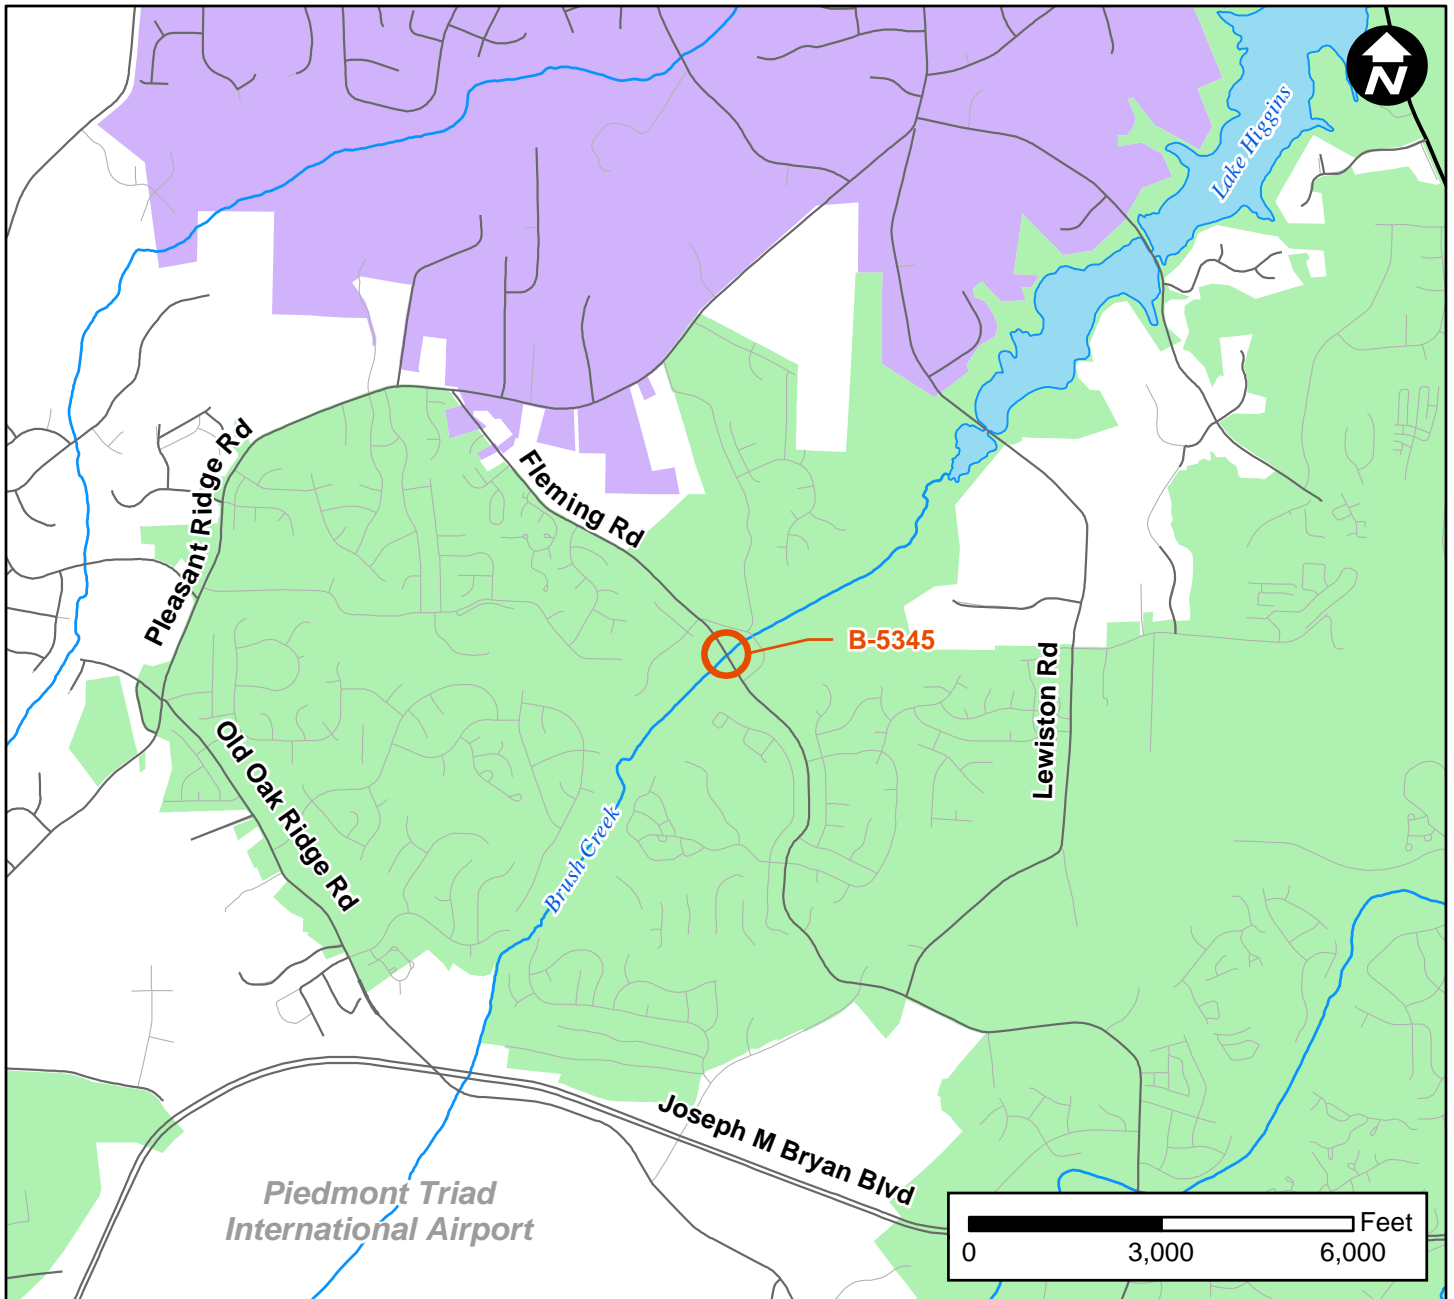 N
Lake Higgins
Pleasant Ridge Rd
Fleming Rd
B-5345
Lewiston Rd
Old Oak Ridge Rd
Brush Creek
Joseph M Bryan Blvd
Piedmont Triad
International Airport
Feet
0 3,000 6,000